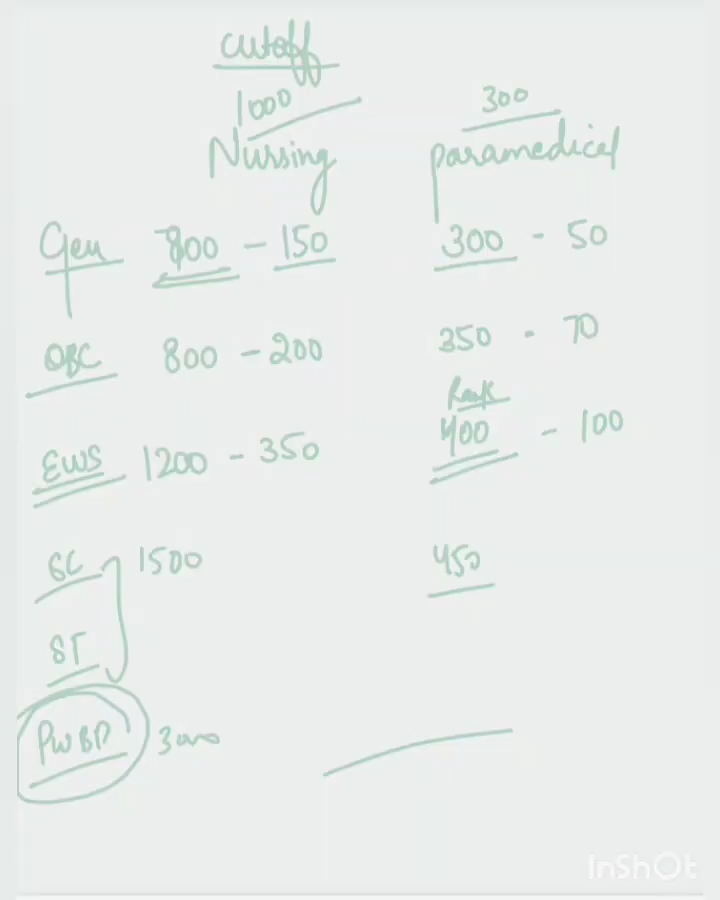 cutoff
1000 300
Nursing paramedical
Gen 800 - 150 300 - 50
OBC 800 - 200 350 - 70
Rank
EWS 1200 - 350 400 - 100
SC 1500 450
ST
PwBD 3000
InShOt